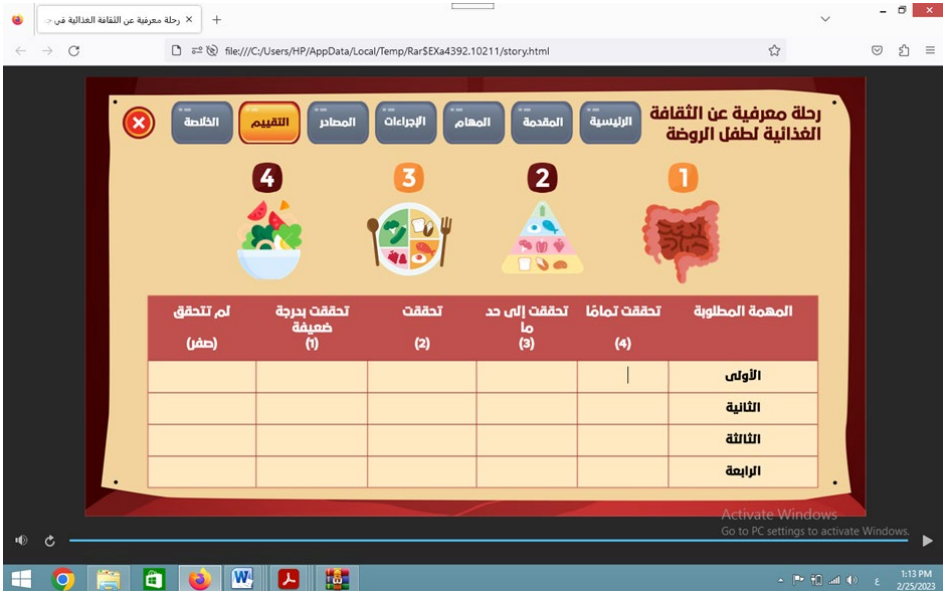 رحلة معرفية عن الثقافة الغذائية في
file:///C:/Users/HP/AppData/Local/Temp/Rar$EXa4392.10211/story.html
رحلة معرفية عن الثقافة
الغذائية لطفل الروضة
الرئيسية
المقدمة
المهام
الإجراءات
المصادر
التقييم
الخلاصة
1
2
3
4
المهمة المطلوبة
تحققت تمامًا
(4)
تحققت إلى حد
ما
(3)
تحققت
(2)
تحققت بدرجة
ضعيفة
(1)
لم تتحقق
(صفر)
الأولى
الثانية
الثالثة
الرابعة
Activate Windows
Go to PC settings to activate Windows.
ع
1:13 PM
2/25/2023